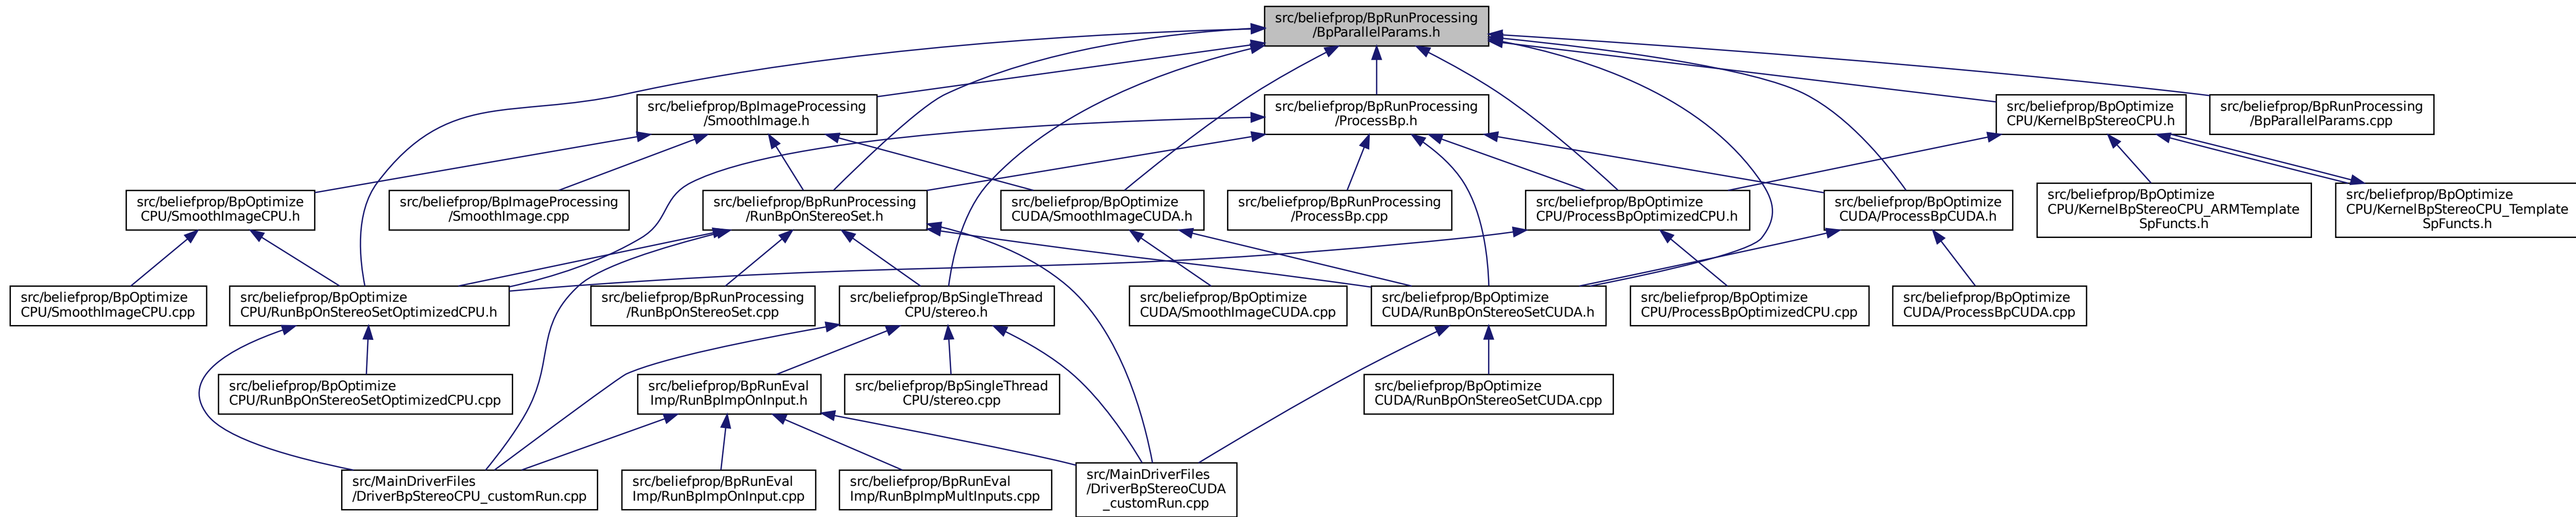 src/beliefprop/BpRunProcessing
/BpParallelParams.h
src/beliefprop/BpImageProcessing
/SmoothImage.h
src/beliefprop/BpRunProcessing
/ProcessBp.h
src/beliefprop/BpOptimize
CPU/KernelBpStereoCPU.h
src/beliefprop/BpRunProcessing
/BpParallelParams.cpp
src/beliefprop/BpOptimize
CPU/SmoothImageCPU.h
src/beliefprop/BpImageProcessing
/SmoothImage.cpp
src/beliefprop/BpRunProcessing
/RunBpOnStereoSet.h
src/beliefprop/BpOptimize
CUDA/SmoothImageCUDA.h
src/beliefprop/BpRunProcessing
/ProcessBp.cpp
src/beliefprop/BpOptimize
CPU/ProcessBpOptimizedCPU.h
src/beliefprop/BpOptimize
CUDA/ProcessBpCUDA.h
src/beliefprop/BpOptimize
CPU/KernelBpStereoCPU_ARMTemplate
SpFuncts.h
src/beliefprop/BpOptimize
CPU/KernelBpStereoCPU_Template
SpFuncts.h
src/beliefprop/BpOptimize
CPU/SmoothImageCPU.cpp
src/beliefprop/BpOptimize
CPU/RunBpOnStereoSetOptimizedCPU.h
src/beliefprop/BpRunProcessing
/RunBpOnStereoSet.cpp
src/beliefprop/BpSingleThread
CPU/stereo.h
src/beliefprop/BpOptimize
CUDA/SmoothImageCUDA.cpp
src/beliefprop/BpOptimize
CUDA/RunBpOnStereoSetCUDA.h
src/beliefprop/BpOptimize
CPU/ProcessBpOptimizedCPU.cpp
src/beliefprop/BpOptimize
CUDA/ProcessBpCUDA.cpp
src/beliefprop/BpOptimize
CPU/RunBpOnStereoSetOptimizedCPU.cpp
src/beliefprop/BpRunEval
Imp/RunBpImpOnInput.h
src/beliefprop/BpSingleThread
CPU/stereo.cpp
src/beliefprop/BpOptimize
CUDA/RunBpOnStereoSetCUDA.cpp
src/MainDriverFiles
/DriverBpStereoCPU_customRun.cpp
src/beliefprop/BpRunEval
Imp/RunBpImpOnInput.cpp
src/beliefprop/BpRunEval
Imp/RunBpImpMultInputs.cpp
src/MainDriverFiles
/DriverBpStereoCUDA
_customRun.cpp